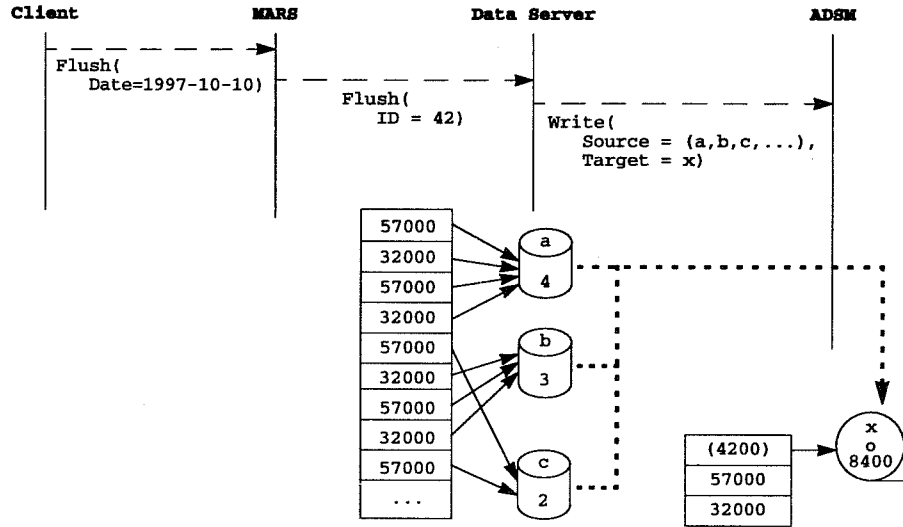 Client MARS Data Server ADSM
Flush(
Date=1997-10-10)
Flush(
ID = 42)
Write(
Source = (a,b,c,...),
Target = x)
57000
32000
57000
32000
57000
32000
57000
32000
57000
...
a
4
b
3
c
2
x
o
8400
(4200)
57000
32000